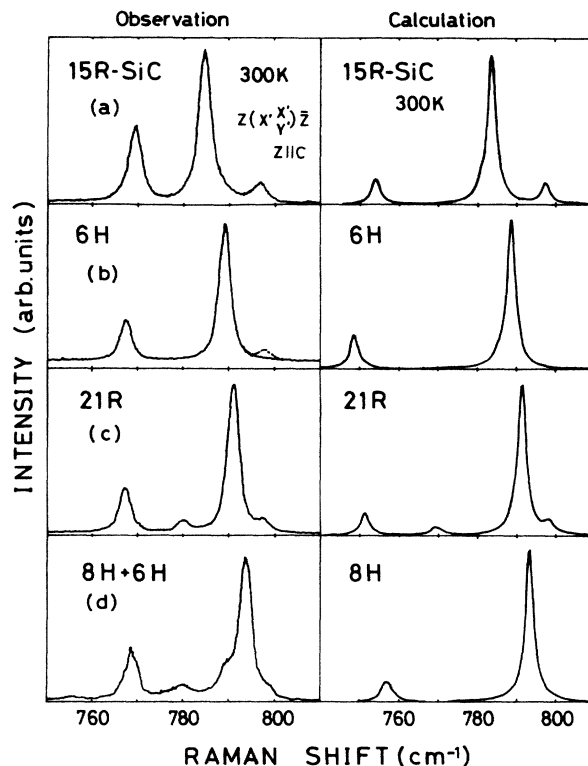 Observation Calculation
15R-SiC 300K
(a)
Z(X' X' Y') Z̄
Z||C
15R-SiC
300K
6H
(b)
6H
21R
(c)
21R
8H+6H
(d)
8H
INTENSITY (arb.units)
760 780 800 760 780 800
RAMAN SHIFT (cm⁻¹)